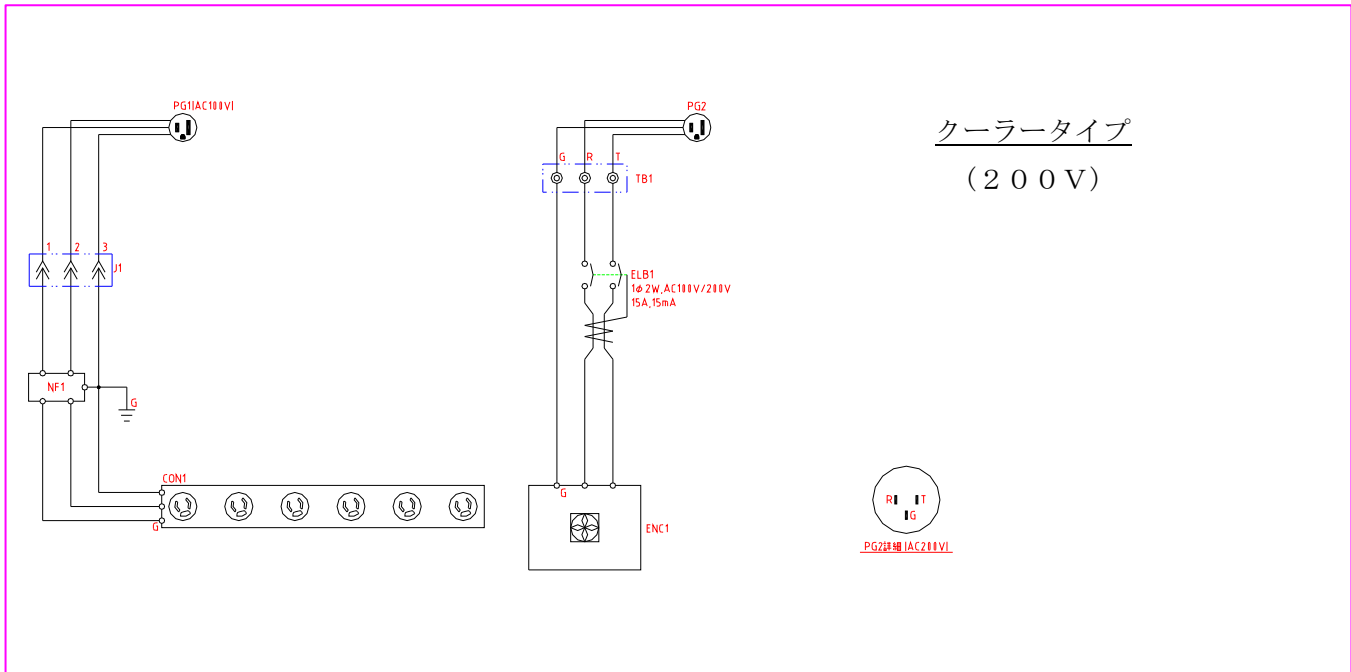 PG1(AC100V)
PG2
クーラータイプ
(200V)
G R T
TB1
1 2 3
J1
ELB1
1φ2W,AC100V/200V
15A,15mA
NF1
G
CON1
G
G
ENC1
R T
G
PG2詳細(AC200V)